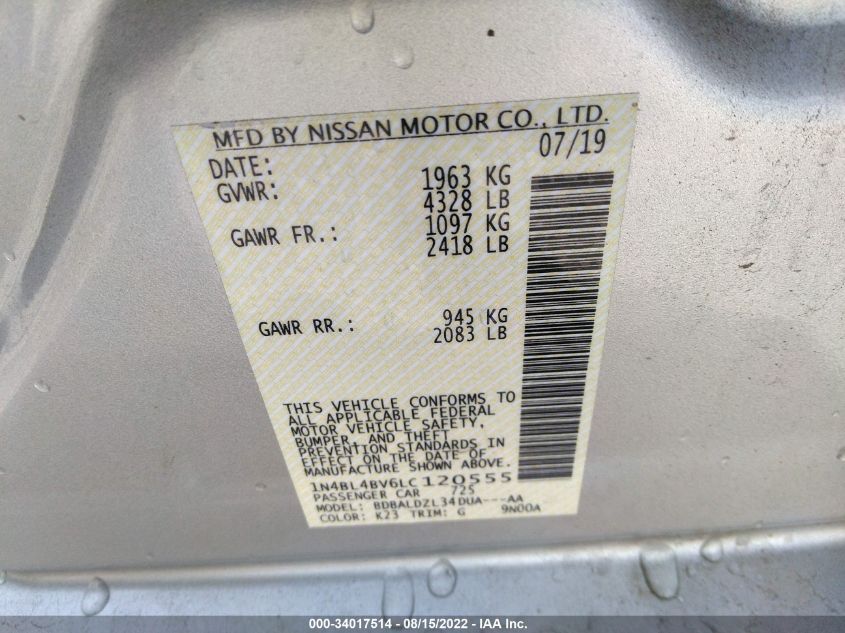 MFD BY NISSAN MOTOR CO., LTD.
DATE: 07/19
GVWR: 1963 KG
4328 LB
GAWR FR.: 1097 KG
2418 LB
GAWR RR.: 945 KG
2083 LB
THIS VEHICLE CONFORMS TO
ALL APPLICABLE FEDERAL
MOTOR VEHICLE SAFETY,
BUMPER, AND THEFT
PREVENTION STANDARDS IN
EFFECT ON THE DATE OF
MANUFACTURE SHOWN ABOVE.
1N4BL4BV6LC120555
PASSENGER CAR 725
MODEL: BDBALDZL34DUA---AA
COLOR: K23 TRIM: G 9N00A
000-34017514 - 08/15/2022 - IAA Inc.